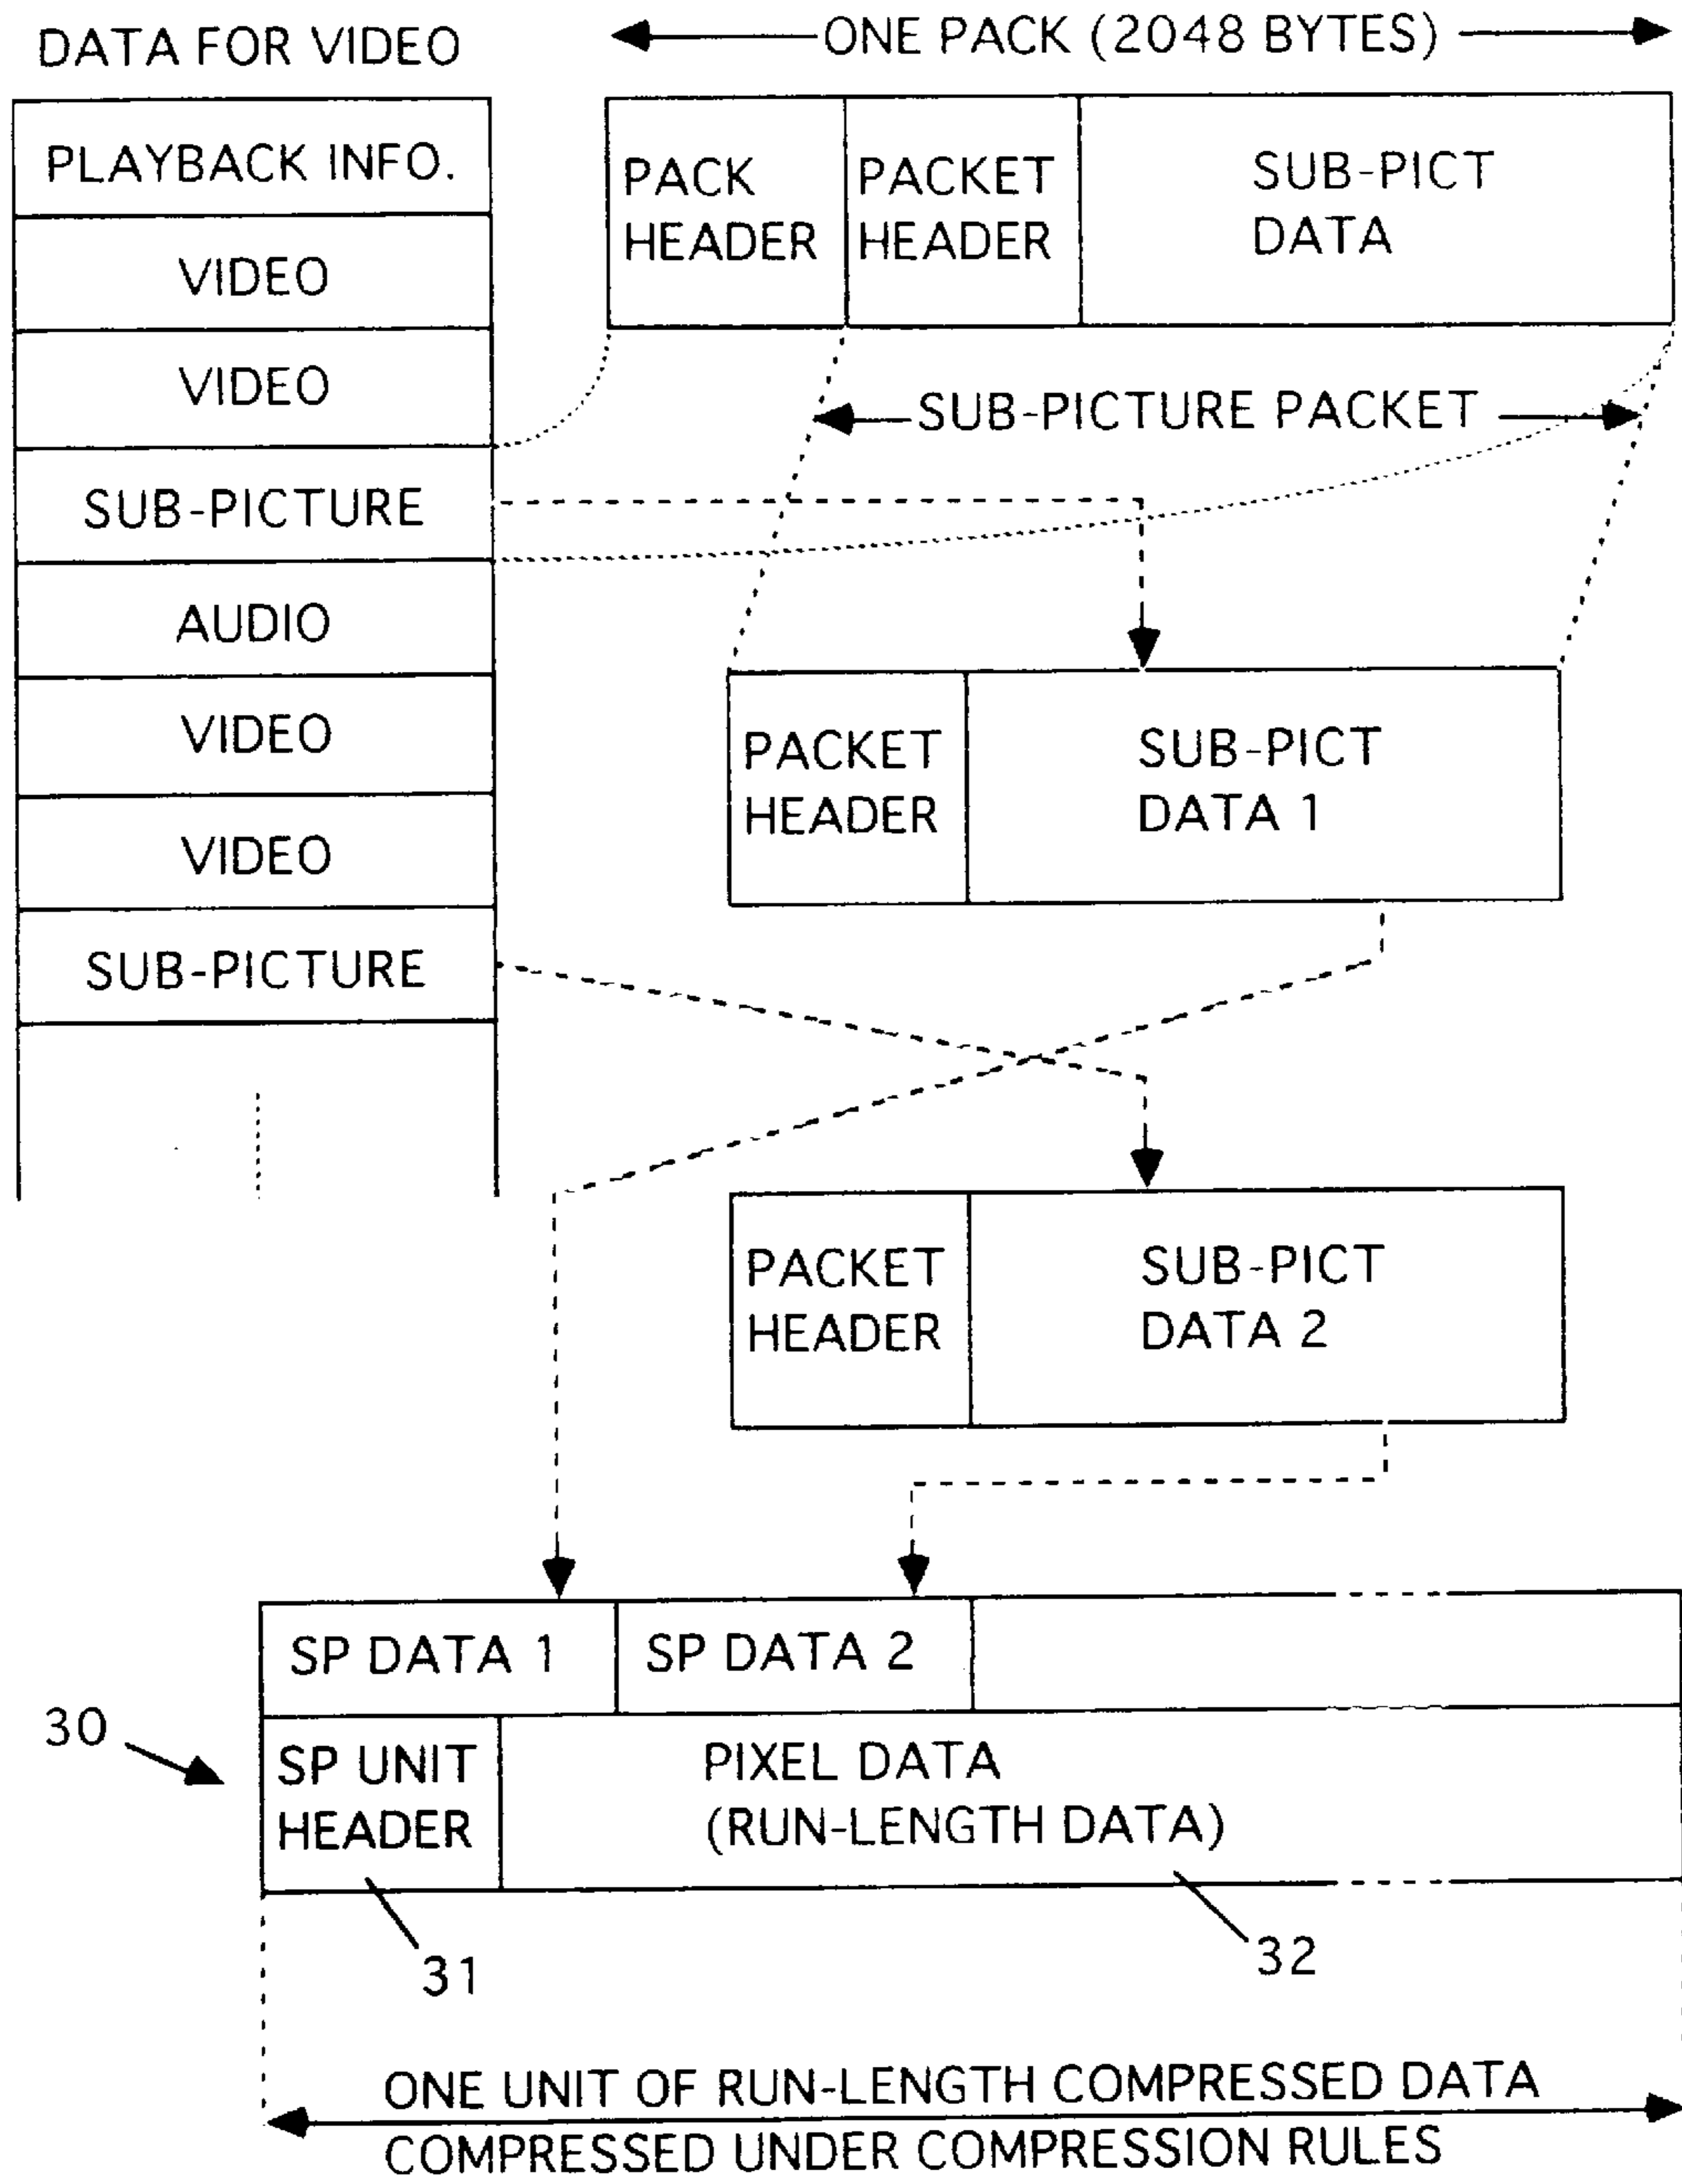 DATA FOR VIDEO
ONE PACK (2048 BYTES)
PLAYBACK INFO.
VIDEO
VIDEO
SUB-PICTURE
AUDIO
VIDEO
VIDEO
SUB-PICTURE
PACK
HEADER
PACKET
HEADER
SUB-PICT
DATA
SUB-PICTURE PACKET
PACKET
HEADER
SUB-PICT
DATA 1
PACKET
HEADER
SUB-PICT
DATA 2
SP DATA 1
SP DATA 2
30
SP UNIT
HEADER
PIXEL DATA
(RUN-LENGTH DATA)
31
32
ONE UNIT OF RUN-LENGTH COMPRESSED DATA
COMPRESSED UNDER COMPRESSION RULES